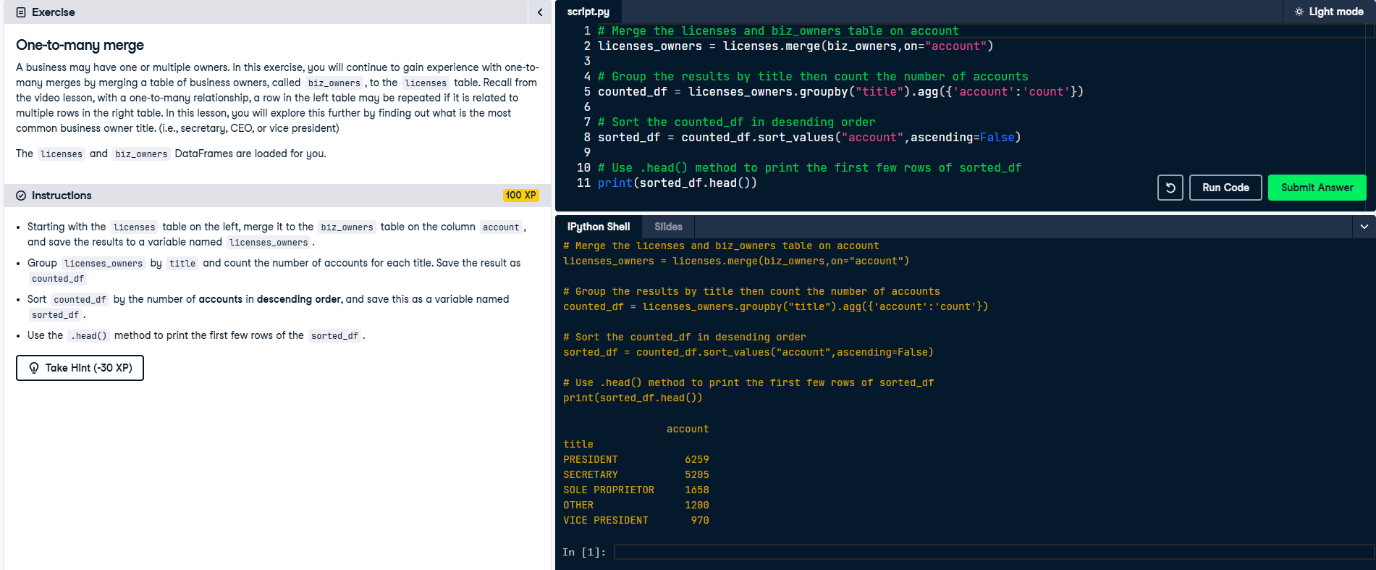 Exercise
One-to-many merge
A business may have one or multiple owners. In this exercise, you will continue to gain experience with one-to-
many merges by merging a table of business owners, called biz_owners , to the licenses table. Recall from
the video lesson, with a one-to-many relationship, a row in the left table may be repeated if it is related to
multiple rows in the right table. In this lesson, you will explore this further by finding out what is the most
common business owner title. (i.e., secretary, CEO, or vice president)
The licenses and biz_owners DataFrames are loaded for you.
Instructions
100 XP
• Starting with the licenses table on the left, merge it to the biz_owners table on the column account ,
and save the results to a variable named licenses_owners .
• Group licenses_owners by title and count the number of accounts for each title. Save the result as
counted_df
• Sort counted_df by the number of accounts in descending order, and save this as a variable named
sorted_df .
• Use the .head() method to print the first few rows of the sorted_df .
Take Hint (-30 XP)
script.py
Light mode
1 # Merge the licenses and biz_owners table on account
2 licenses_owners = licenses.merge(biz_owners,on="account")
3
4 # Group the results by title then count the number of accounts
5 counted_df = licenses_owners.groupby("title").agg({'account':'count'})
6
7 # Sort the counted_df in desending order
8 sorted_df = counted_df.sort_values("account",ascending=False)
9
10 # Use .head() method to print the first few rows of sorted_df
11 print(sorted_df.head())
Run Code
Submit Answer
IPython Shell
Slides
# Merge the licenses and biz_owners table on account
licenses_owners = licenses.merge(biz_owners,on="account")
# Group the results by title then count the number of accounts
counted_df = licenses_owners.groupby("title").agg({'account':'count'})
# Sort the counted_df in desending order
sorted_df = counted_df.sort_values("account",ascending=False)
# Use .head() method to print the first few rows of sorted_df
print(sorted_df.head())
account
title
PRESIDENT 6259
SECRETARY 5205
SOLE PROPRIETOR 1658
OTHER 1200
VICE PRESIDENT 970
In [1]: